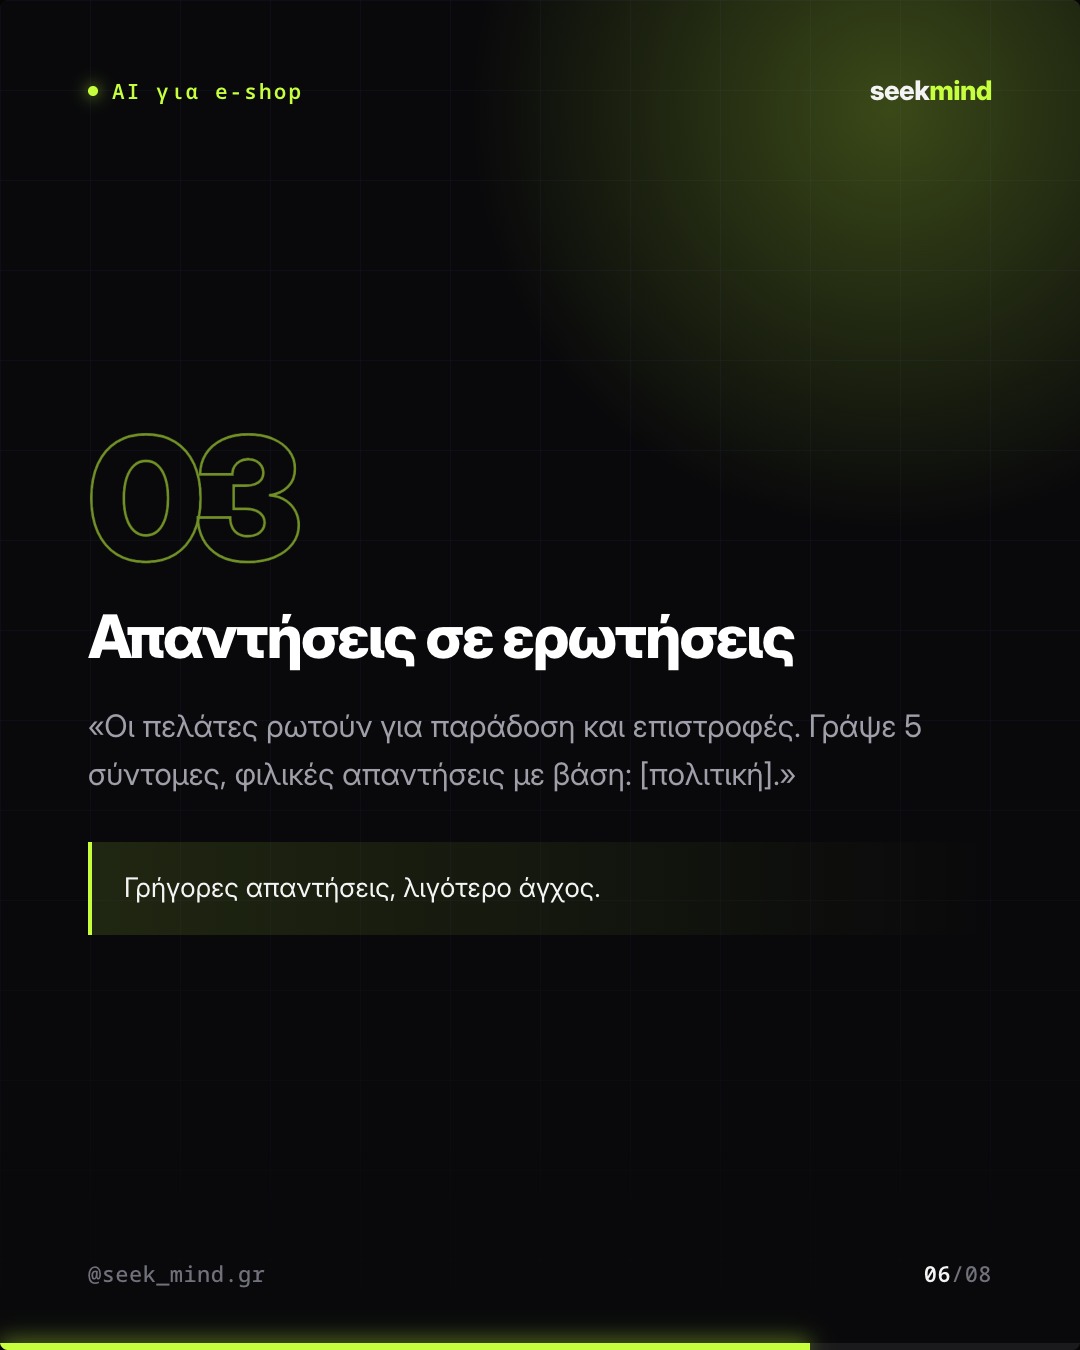 AI για e-shop
seekmind
03
Απαντήσεις σε ερωτήσεις
«Οι πελάτες ρωτούν για παράδοση και επιστροφές. Γράψε 5
σύντομες, φιλικές απαντήσεις με βάση: [πολιτική].»
Γρήγορες απαντήσεις, λιγότερο άγχος.
@seek_mind.gr
06/08